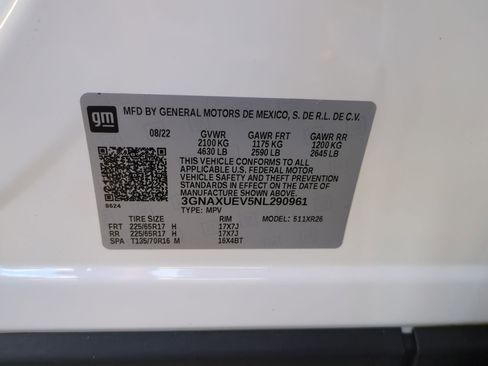 gm
MFD BY GENERAL MOTORS DE MEXICO, S. DE R.L. DE C.V.
08/22 GVWR GAWR FRT GAWR RR
2100 KG 1175 KG 1200 KG
4630 LB 2590 LB 2645 LB
THIS VEHICLE CONFORMS TO ALL
APPLICABLE U.S. FEDERAL MOTOR
VEHICLE SAFETY AND THEFT PREVENTION
STANDARDS IN EFFECT ON THE DATE OF
MANUFACTURE SHOWN ABOVE.
3GNAXUEV5NL290961
8624 TYPE: MPV
TIRE SIZE RIM MODEL: 511XR26
FRT 225/65R17 H 17X7J
RR 225/65R17 H 17X7J
SPA T135/70R16 M 16X4BT